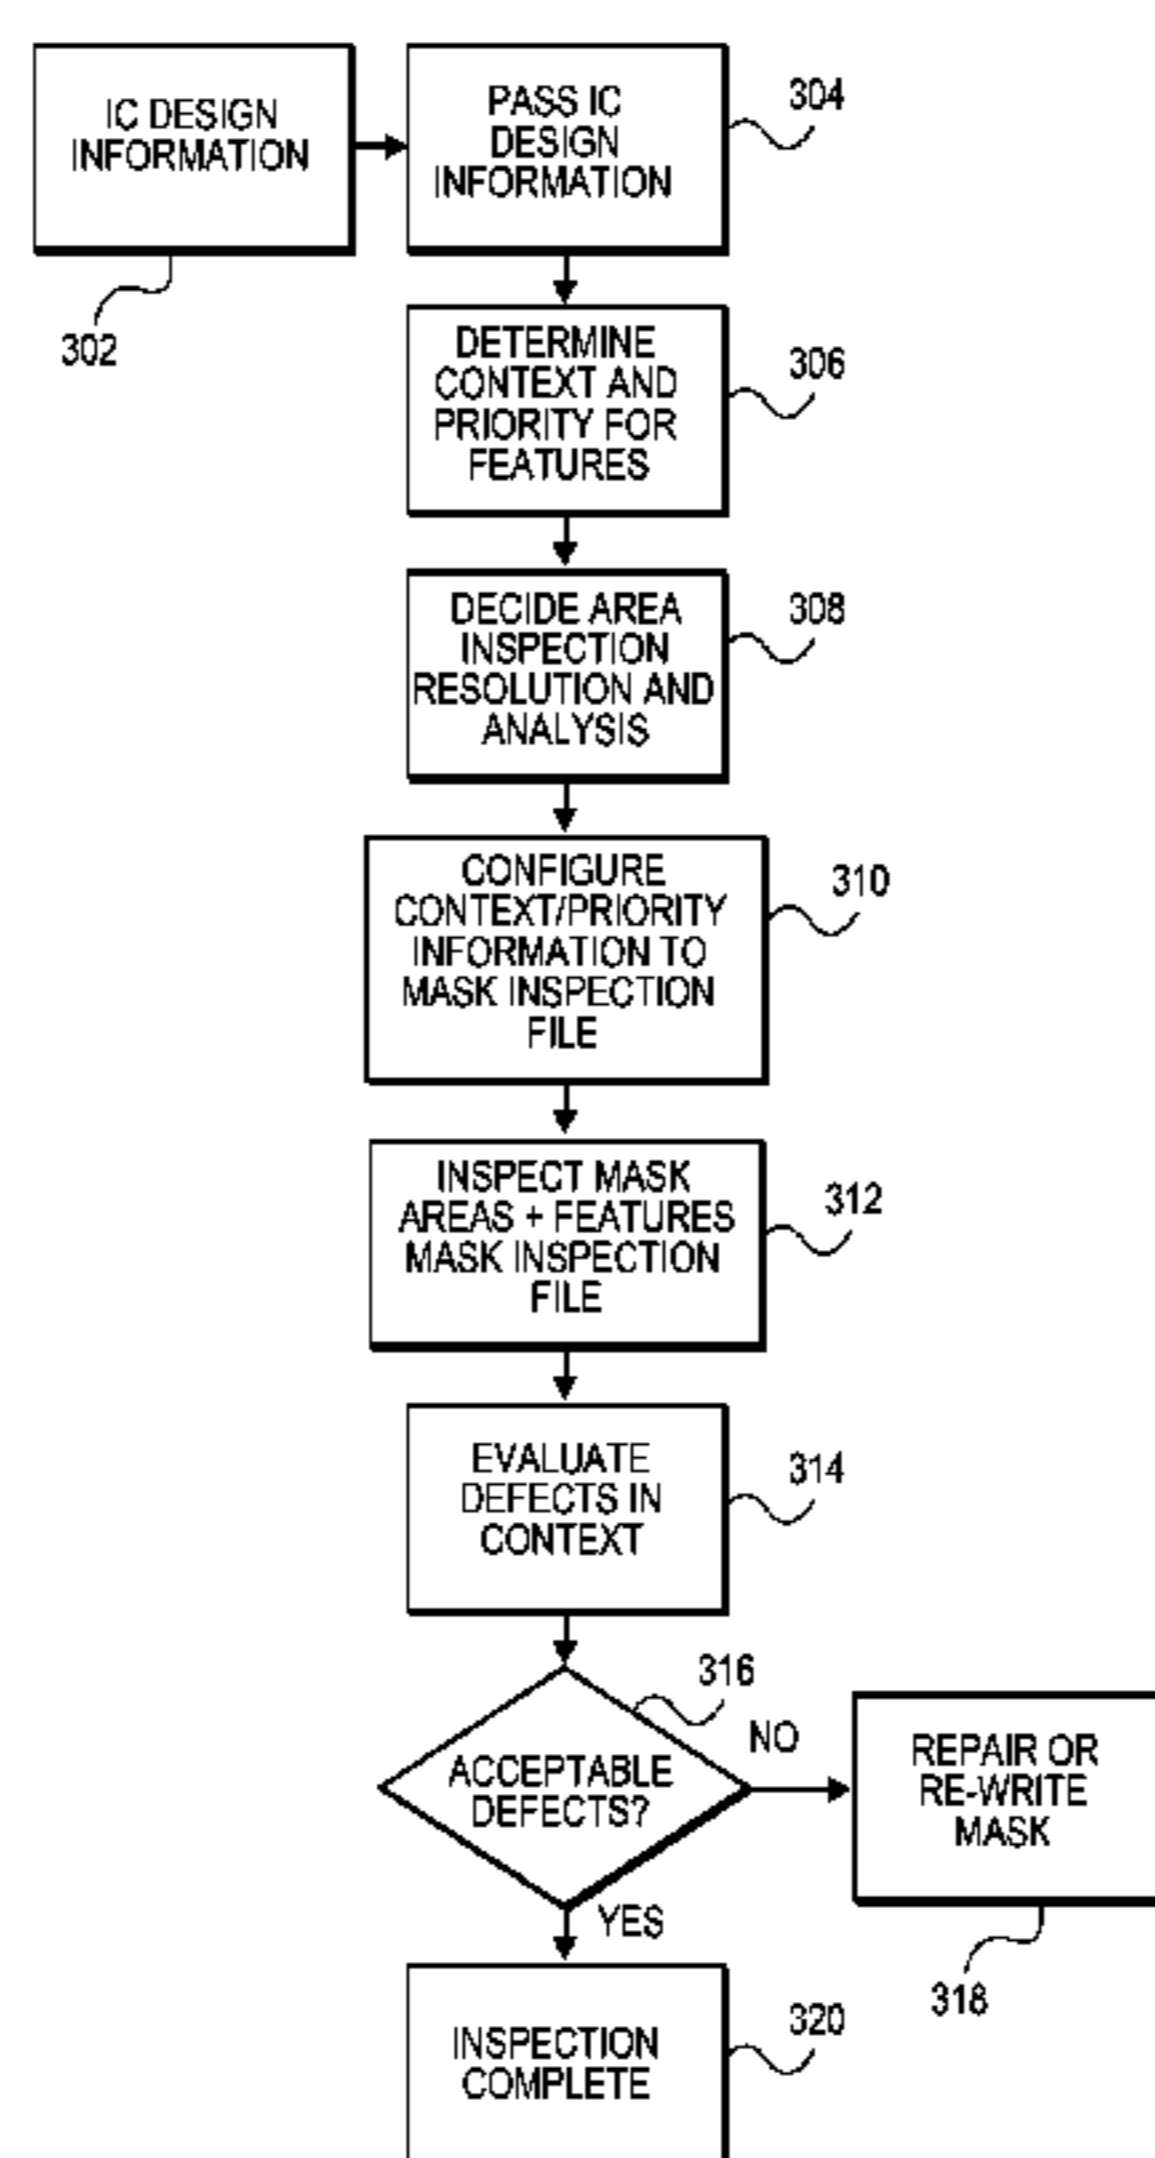 IC DESIGN
INFORMATION
302
PASS IC
DESIGN
INFORMATION
304
DETERMINE
CONTEXT AND
PRIORITY FOR
FEATURES
306
DECIDE AREA
INSPECTION
RESOLUTION AND
ANALYSIS
308
CONFIGURE
CONTEXT/PRIORITY
INFORMATION TO
MASK INSPECTION
FILE
310
INSPECT MASK
AREAS + FEATURES
MASK INSPECTION
FILE
312
EVALUATE
DEFECTS IN
CONTEXT
314
ACCEPTABLE
DEFECTS?
316
NO
REPAIR OR
RE-WRITE
MASK
318
YES
INSPECTION
COMPLETE
320